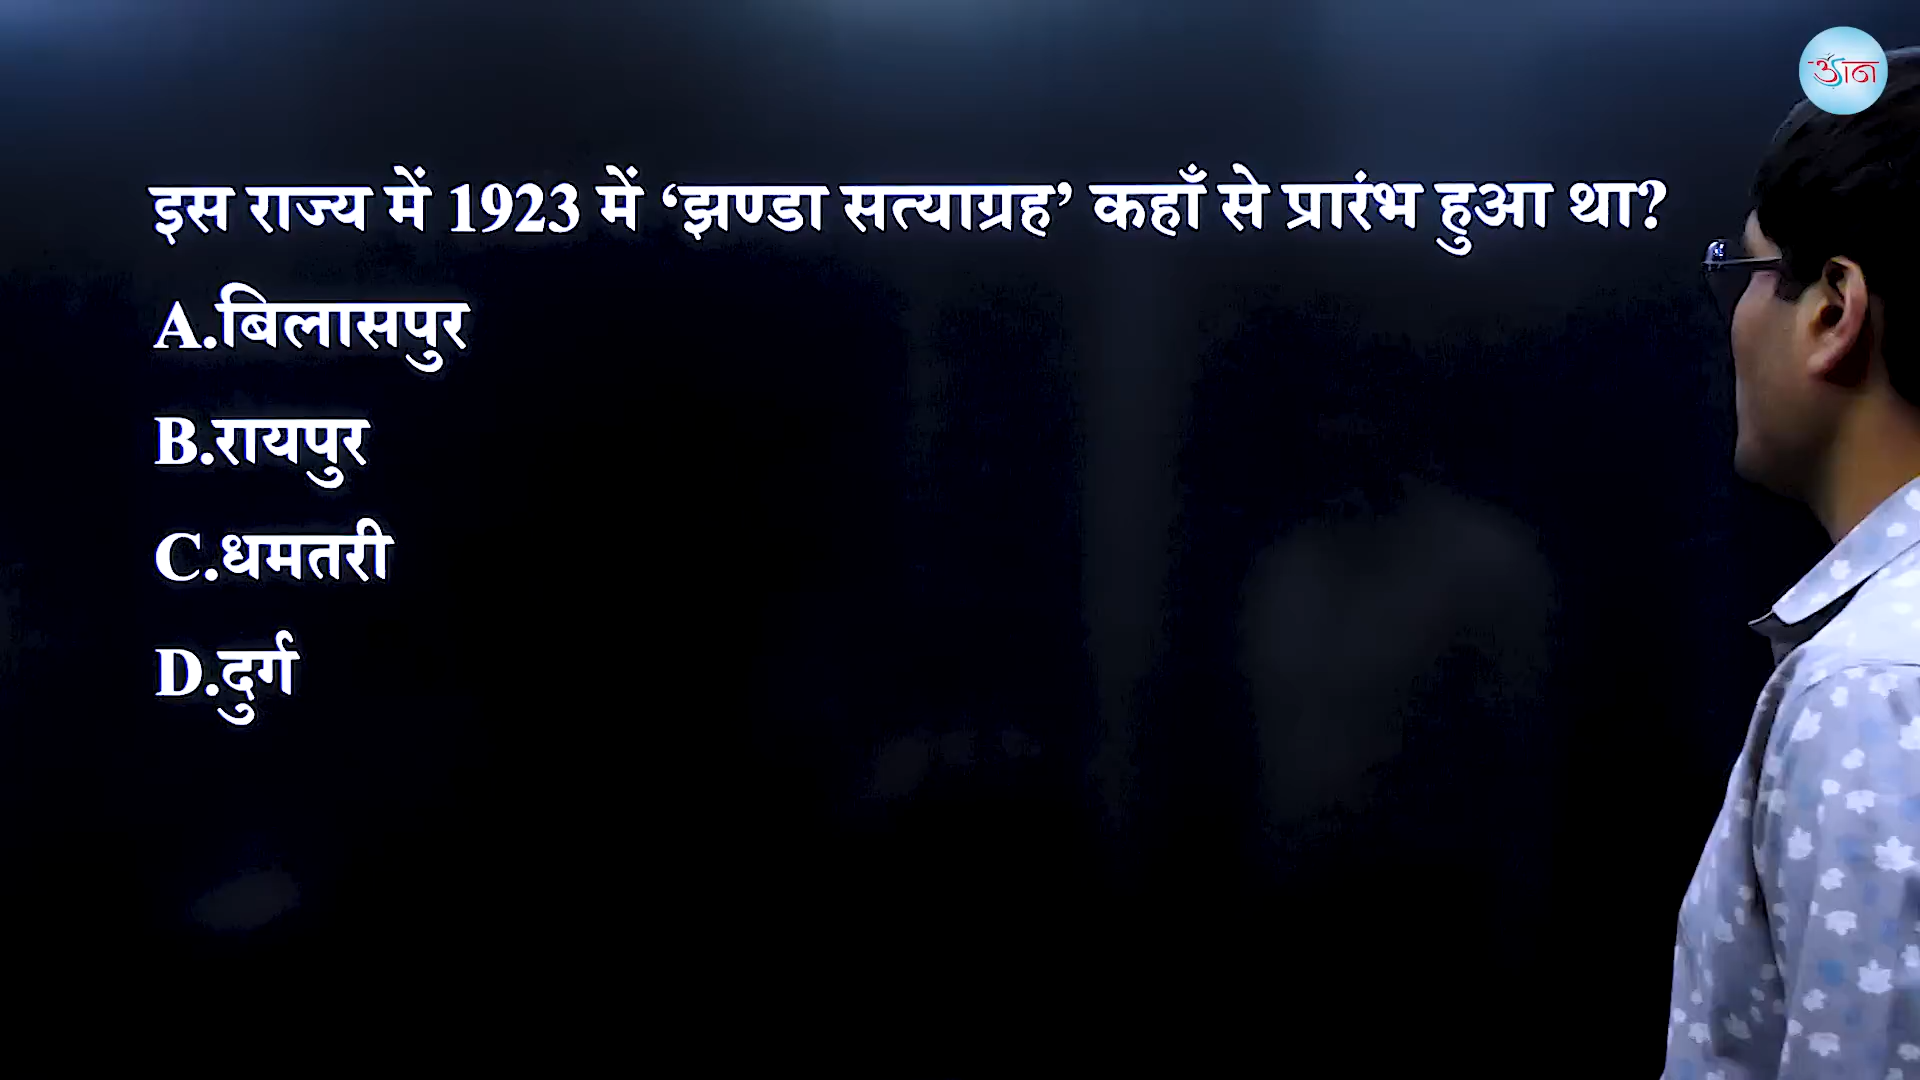 उान
इस राज्य में 1923 में ‘झण्डा सत्याग्रह’ कहाँ से प्रारंभ हुआ था?
A.बिलासपुर
B.रायपुर
C.धमतरी
D.दुर्ग